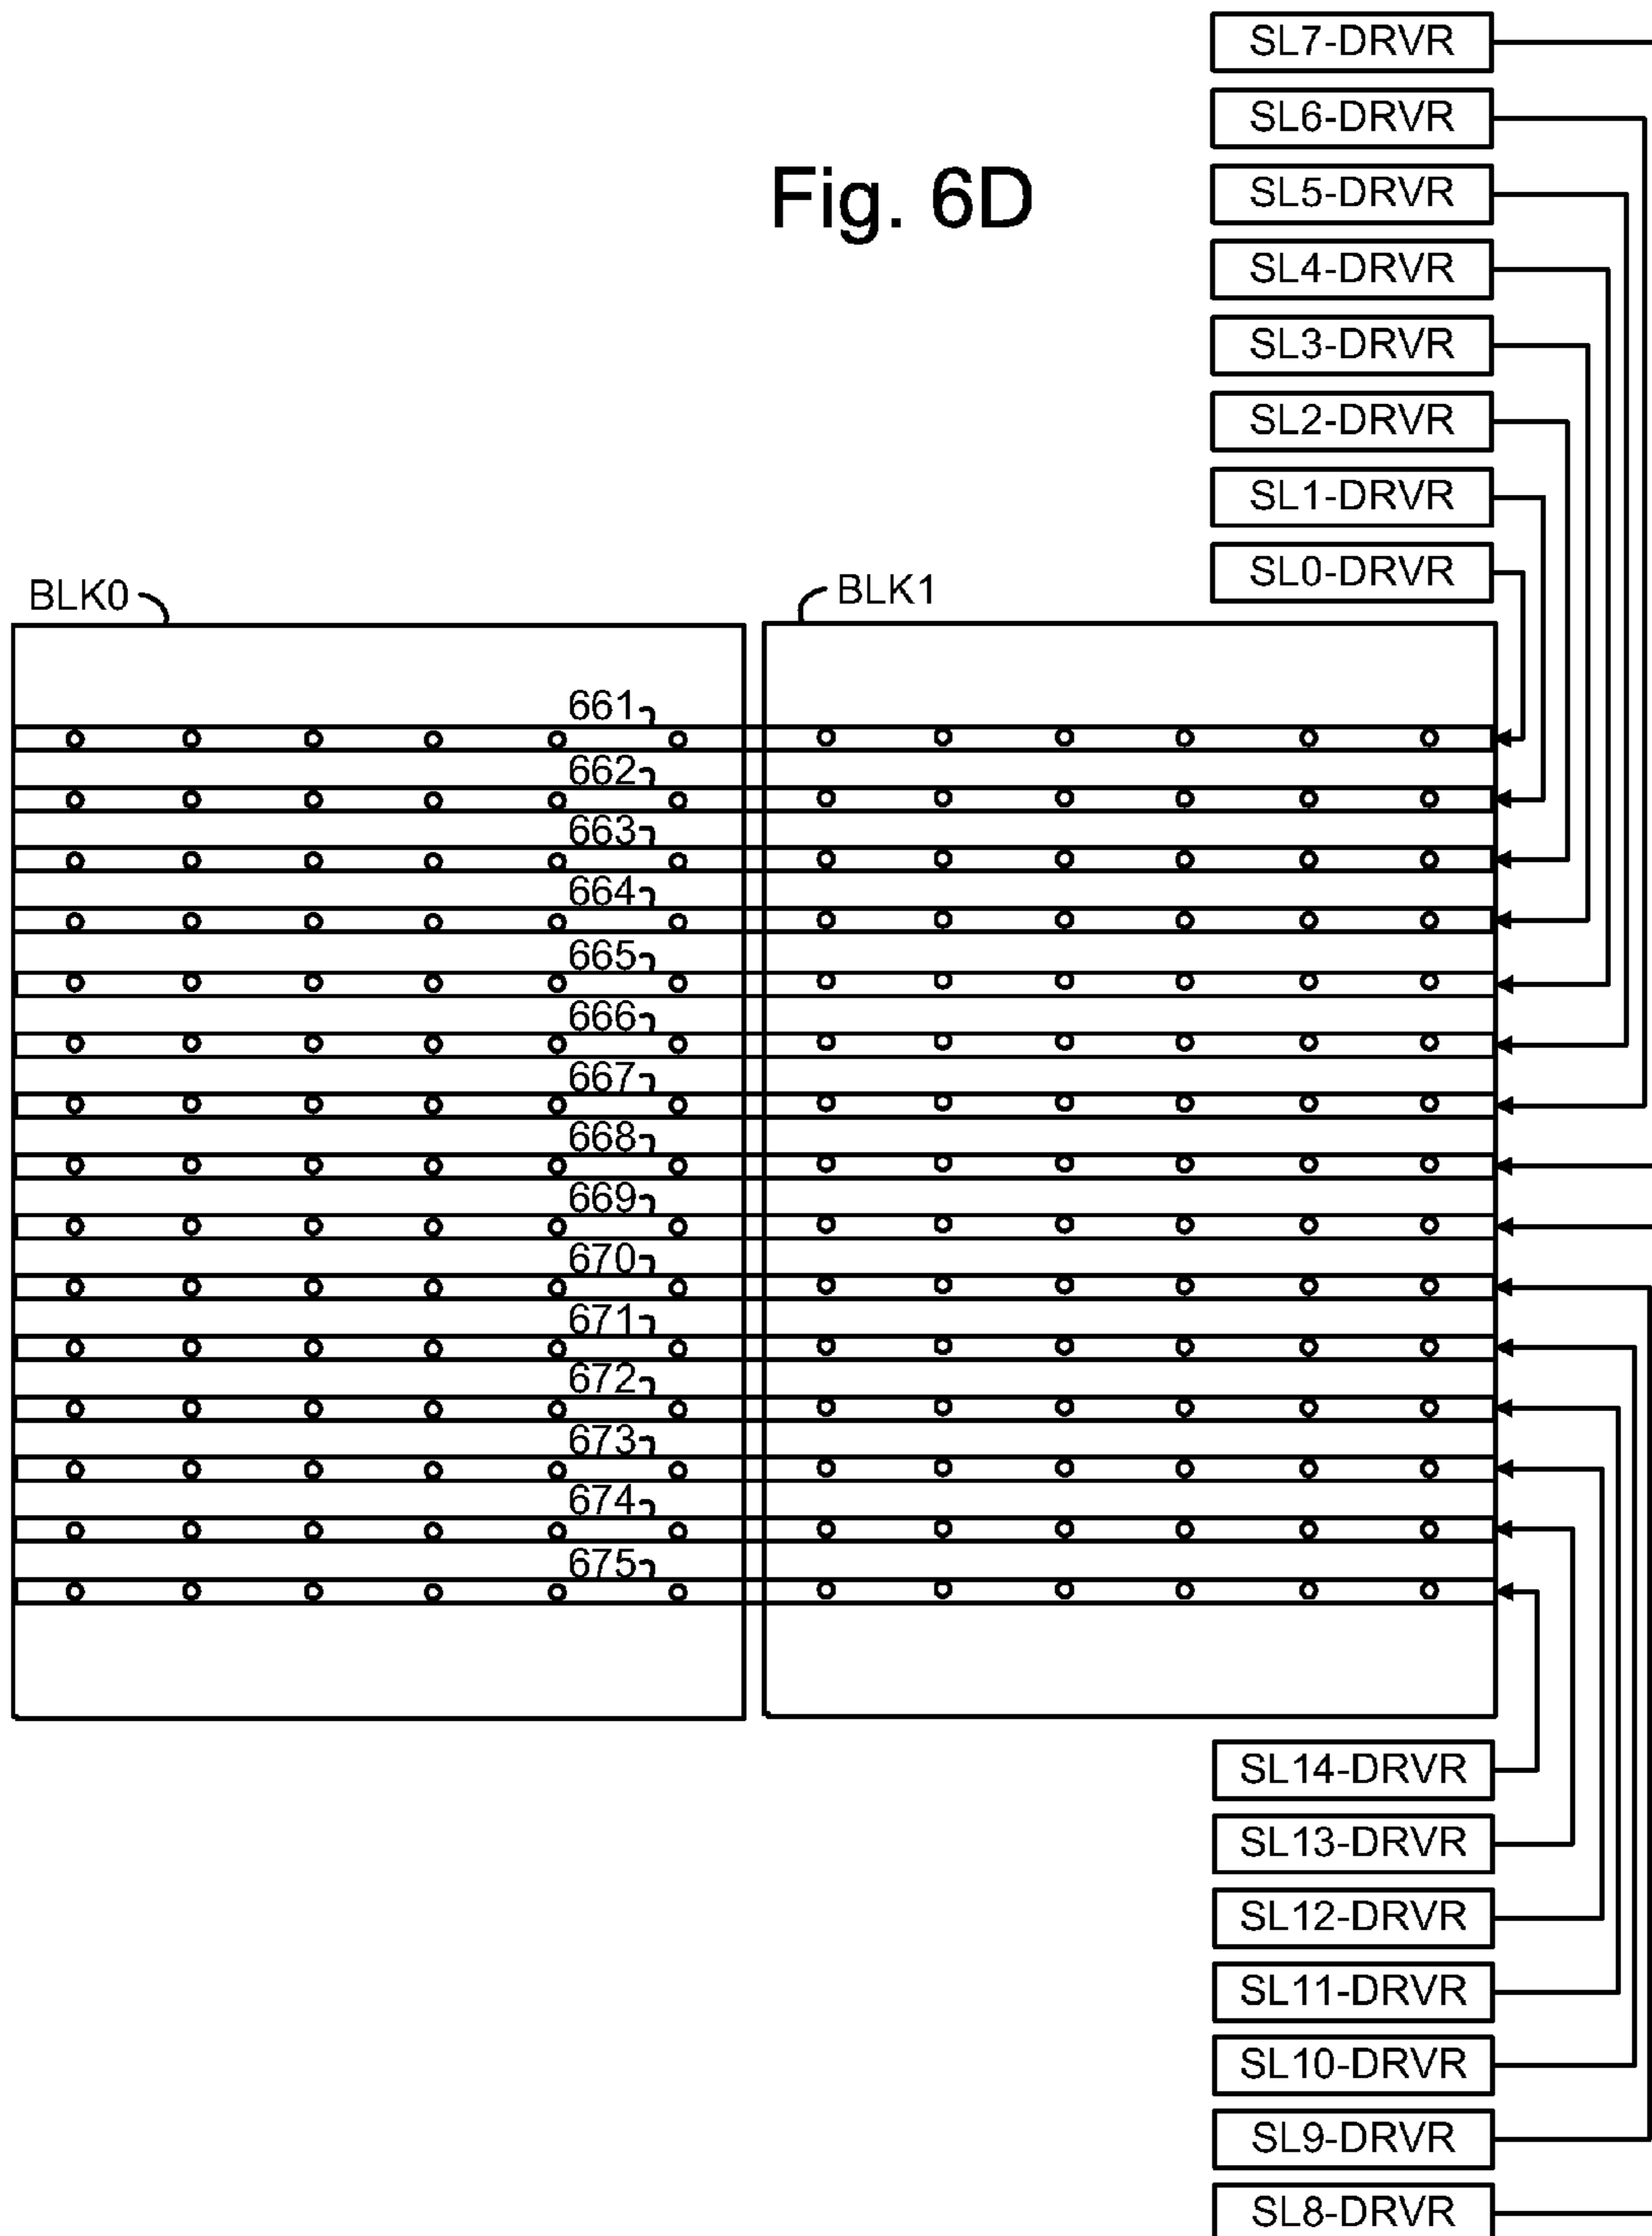 SL7-DRVR
SL6-DRVR
Fig. 6D
SL5-DRVR
SL4-DRVR
SL3-DRVR
SL2-DRVR
SL1-DRVR
SL0-DRVR
BLK0
BLK1
661
662
663
664
665
666
667
668
669
670
671
672
673
674
675
SL14-DRVR
SL13-DRVR
SL12-DRVR
SL11-DRVR
SL10-DRVR
SL9-DRVR
SL8-DRVR